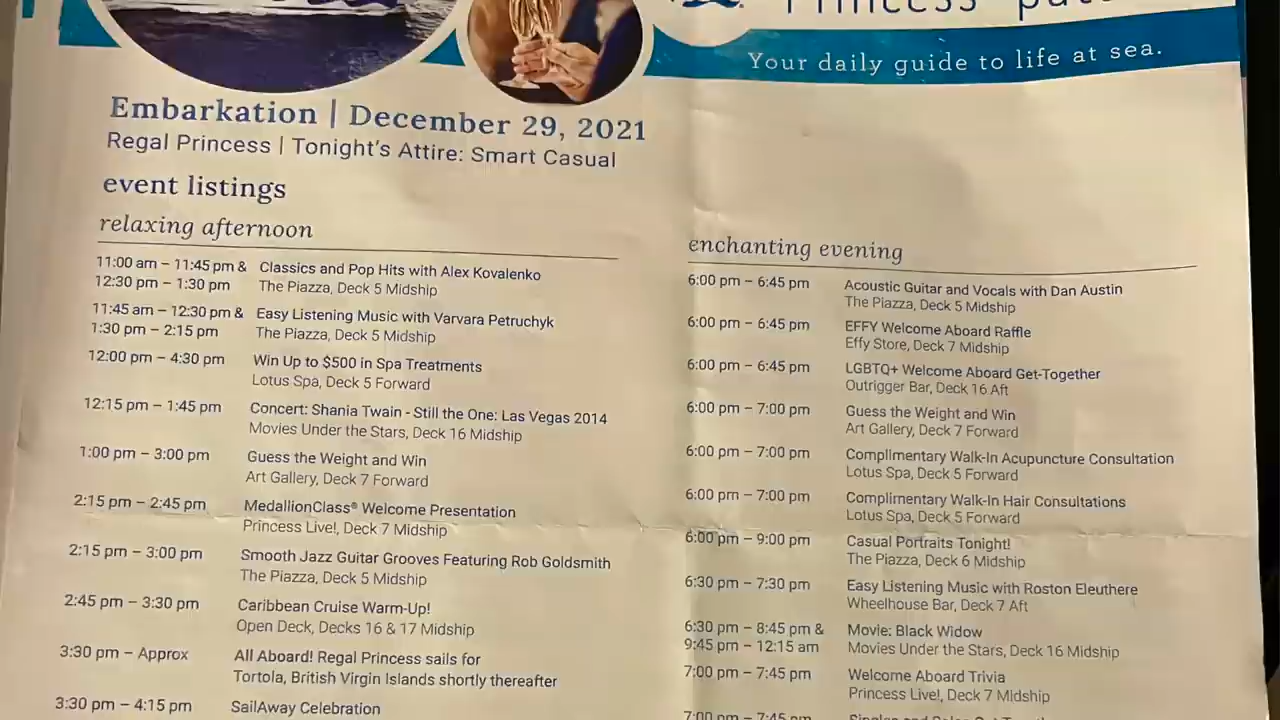 Princess
Your daily guide to life at sea.
Embarkation | December 29, 2021
Regal Princess | Tonight's Attire: Smart Casual
event listings
relaxing afternoon
11:00 am – 11:45 pm & Classics and Pop Hits with Alex Kovalenko
12:30 pm – 1:30 pm The Piazza, Deck 5 Midship
11:45 am – 12:30 pm & Easy Listening Music with Varvara Petruchyk
1:30 pm – 2:15 pm The Piazza, Deck 5 Midship
12:00 pm – 4:30 pm Win Up to $500 in Spa Treatments
Lotus Spa, Deck 5 Forward
12:15 pm – 1:45 pm Concert: Shania Twain - Still the One: Las Vegas 2014
Movies Under the Stars, Deck 16 Midship
1:00 pm – 3:00 pm Guess the Weight and Win
Art Gallery, Deck 7 Forward
2:15 pm – 2:45 pm MedallionClass® Welcome Presentation
Princess Live!, Deck 7 Midship
2:15 pm – 3:00 pm Smooth Jazz Guitar Grooves Featuring Rob Goldsmith
The Piazza, Deck 5 Midship
2:45 pm – 3:30 pm Caribbean Cruise Warm-Up!
Open Deck, Decks 16 & 17 Midship
3:30 pm – Approx All Aboard! Regal Princess sails for
Tortola, British Virgin Islands shortly thereafter
3:30 pm – 4:15 pm SailAway Celebration
enchanting evening
6:00 pm – 6:45 pm Acoustic Guitar and Vocals with Dan Austin
The Piazza, Deck 5 Midship
6:00 pm – 6:45 pm EFFY Welcome Aboard Raffle
Effy Store, Deck 7 Midship
6:00 pm – 6:45 pm LGBTQ+ Welcome Aboard Get-Together
Outrigger Bar, Deck 16 Aft
6:00 pm – 7:00 pm Guess the Weight and Win
Art Gallery, Deck 7 Forward
6:00 pm – 7:00 pm Complimentary Walk-In Acupuncture Consultation
Lotus Spa, Deck 5 Forward
6:00 pm – 7:00 pm Complimentary Walk-In Hair Consultations
Lotus Spa, Deck 5 Forward
6:00 pm – 9:00 pm Casual Portraits Tonight!
The Piazza, Deck 6 Midship
6:30 pm – 7:30 pm Easy Listening Music with Roston Eleuthere
Wheelhouse Bar, Deck 7 Aft
6:30 pm – 8:45 pm & Movie: Black Widow
9:45 pm – 12:15 am Movies Under the Stars, Deck 16 Midship
7:00 pm – 7:45 pm Welcome Aboard Trivia
Princess Live!, Deck 7 Midship
7:00 pm – 7:45 pm